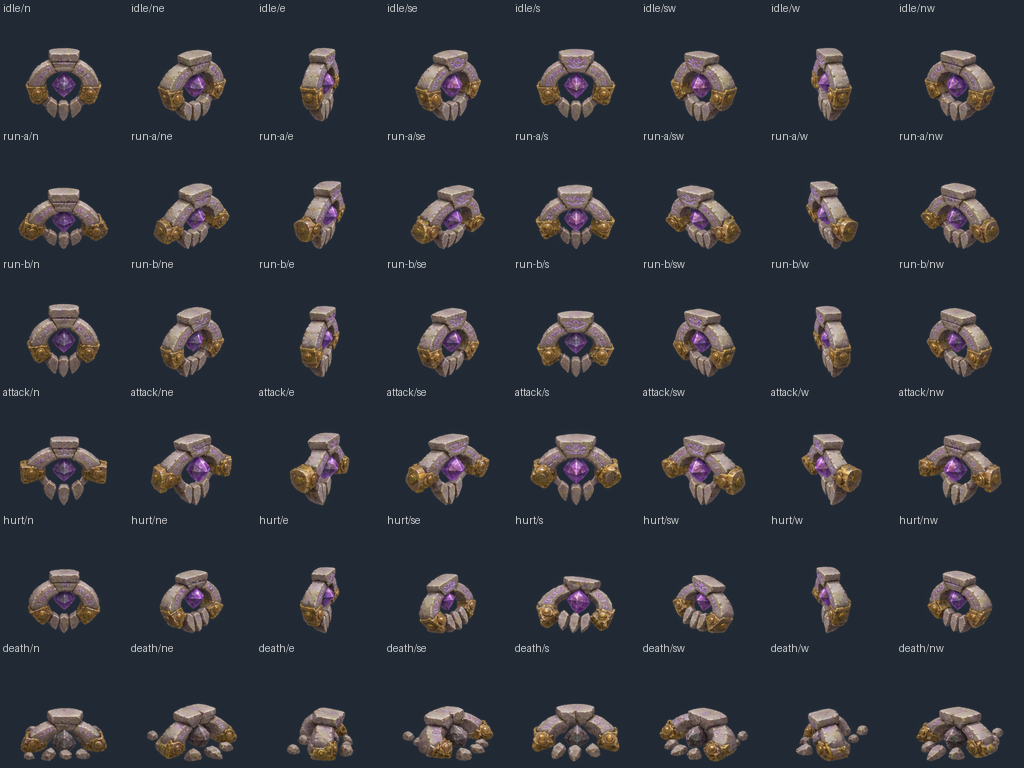 idle/n idle/ne idle/e idle/se idle/s idle/sw idle/w idle/nw
run-a/n run-a/ne run-a/e run-a/se run-a/s run-a/sw run-a/w run-a/nw
run-b/n run-b/ne run-b/e run-b/se run-b/s run-b/sw run-b/w run-b/nw
attack/n attack/ne attack/e attack/se attack/s attack/sw attack/w attack/nw
hurt/n hurt/ne hurt/e hurt/se hurt/s hurt/sw hurt/w hurt/nw
death/n death/ne death/e death/se death/s death/sw death/w death/nw